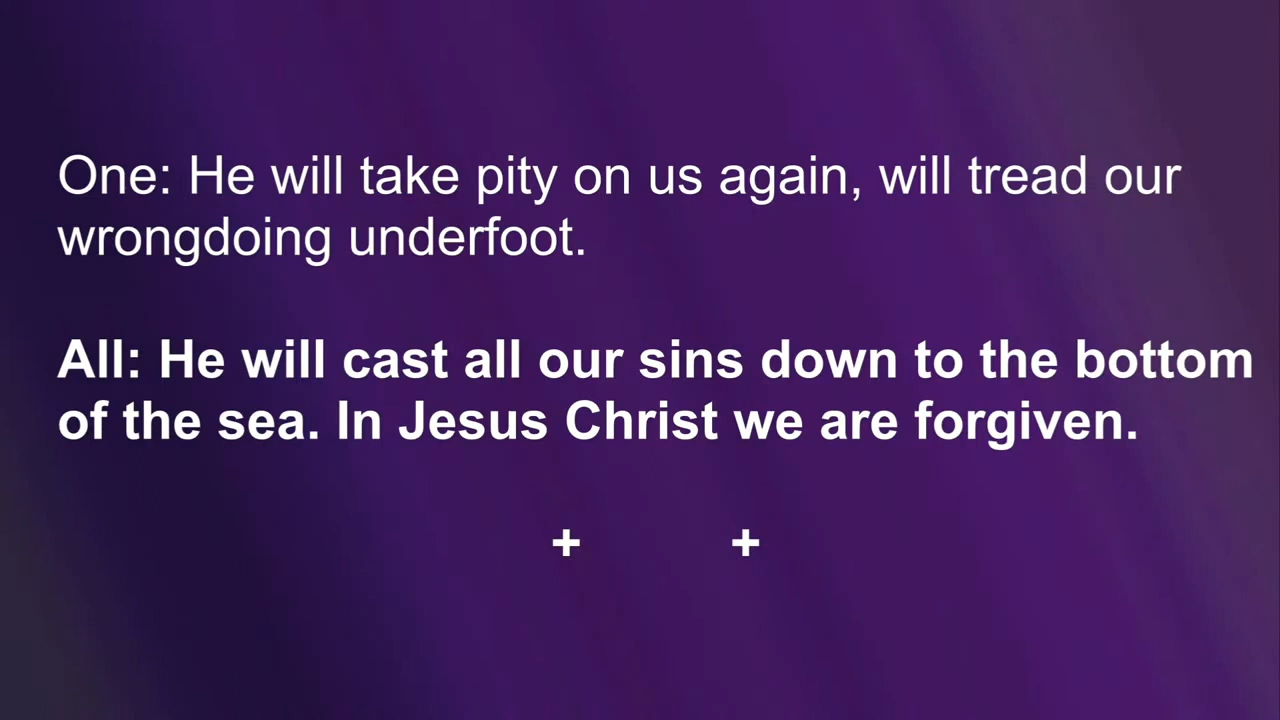 One: He will take pity on us again, will tread our
wrongdoing underfoot.
All: He will cast all our sins down to the bottom
of the sea. In Jesus Christ we are forgiven.
+ +